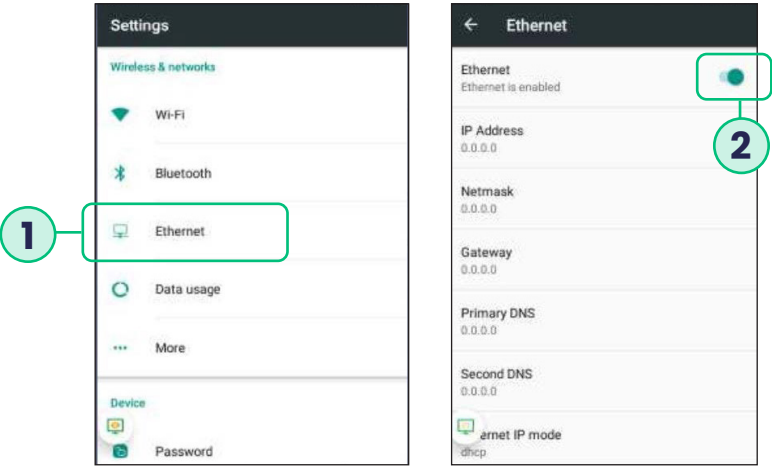 Settings
Wireless & networks
Wi-Fi
Bluetooth
1
Ethernet
Data usage
More
Device
Password
Ethernet
Ethernet
Ethernet is enabled
2
IP Address
0.0.0.0
Netmask
0.0.0.0
Gateway
0.0.0.0
Primary DNS
0.0.0.0
Second DNS
0.0.0.0
ernet IP mode
dhcp